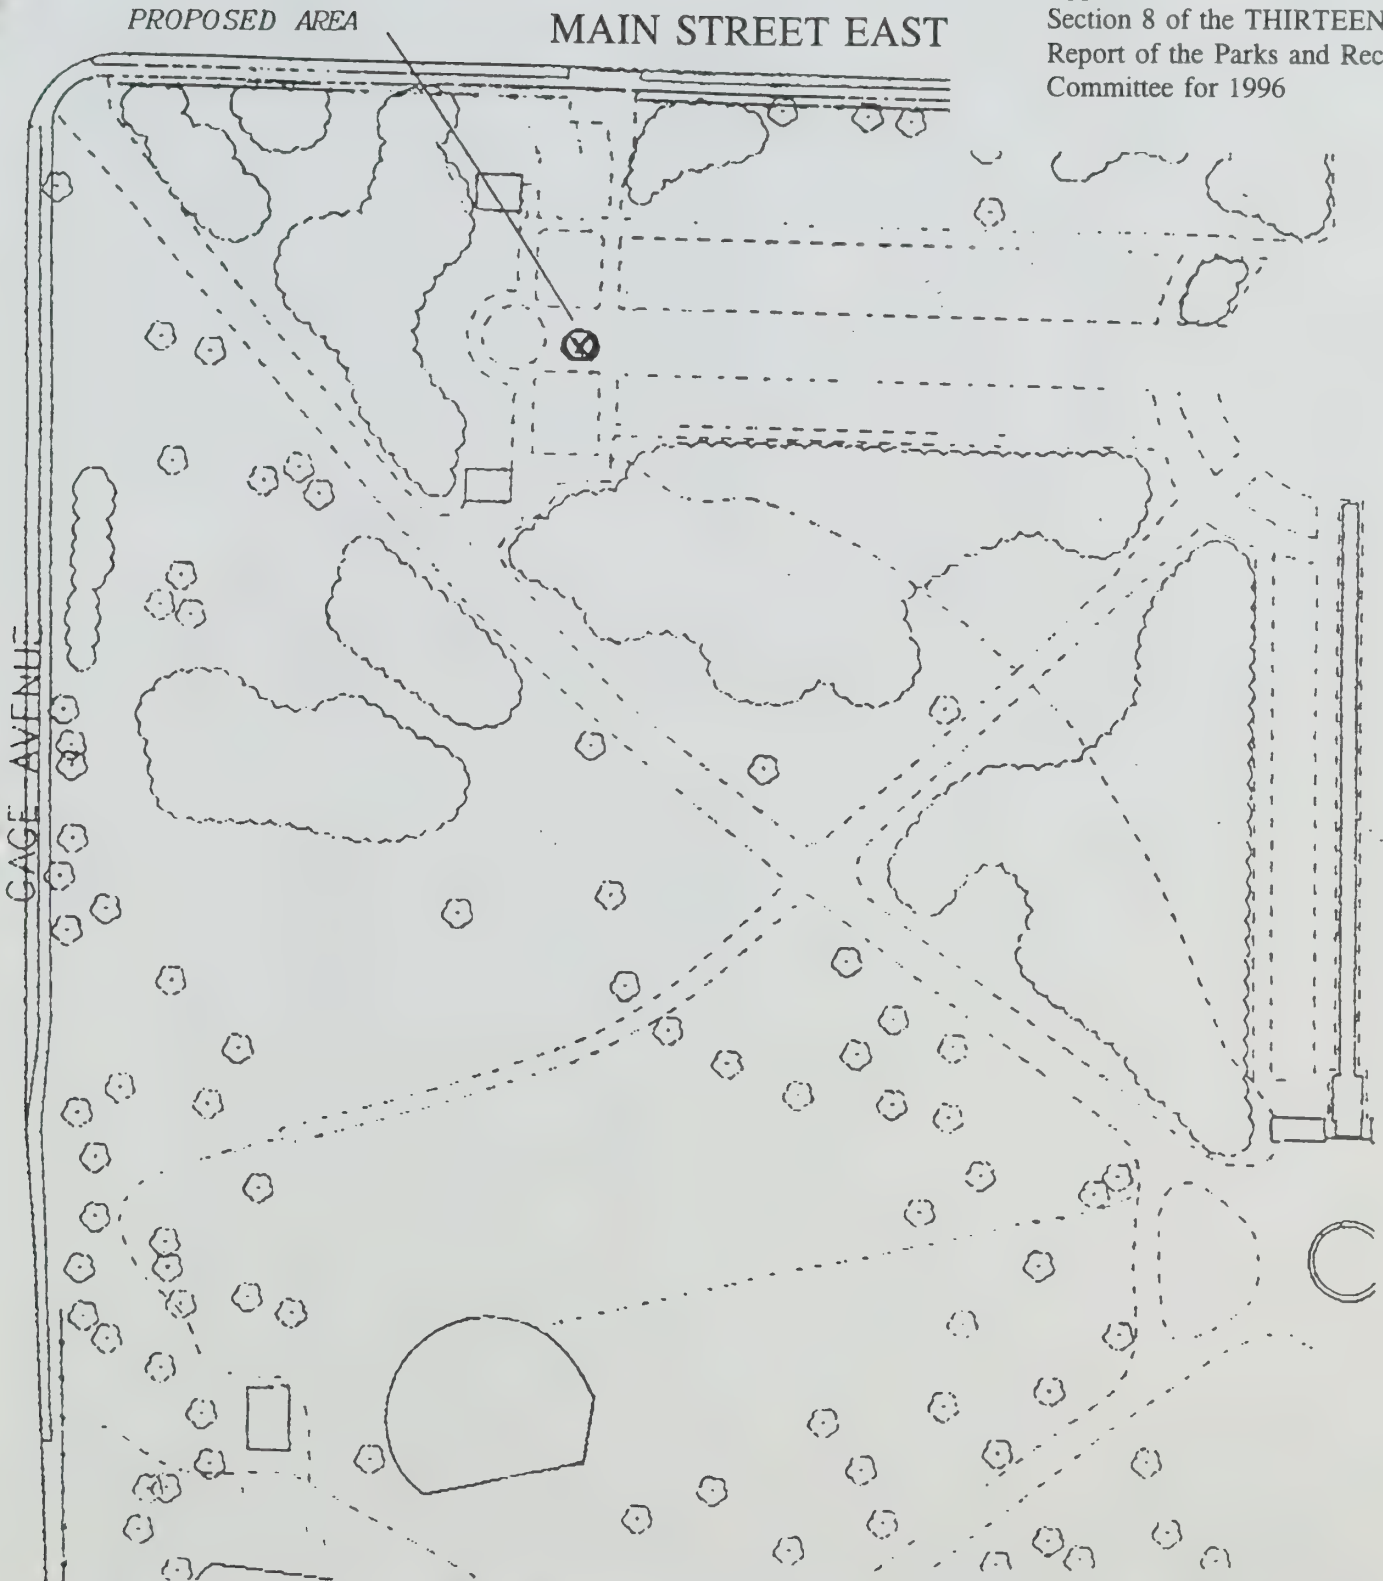 PROPOSED AREA
MAIN STREET EAST
Section 8 of the THIRTEEN
Report of the Parks and Rec
Committee for 1996
GAGE AVENUE